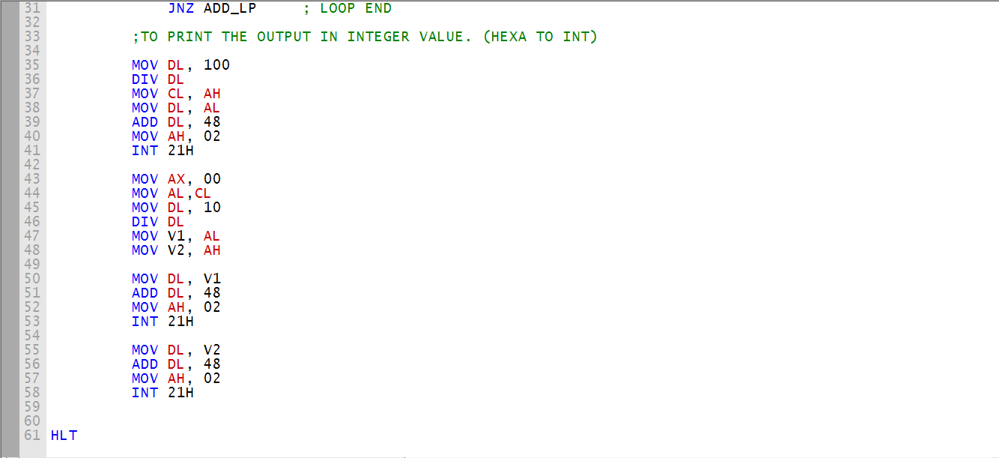 31 JNZ ADD_LP ; LOOP END
32
33 ;TO PRINT THE OUTPUT IN INTEGER VALUE. (HEXA TO INT)
34
35 MOV DL, 100
36 DIV DL
37 MOV CL, AH
38 MOV DL, AL
39 ADD DL, 48
40 MOV AH, 02
41 INT 21H
42
43 MOV AX, 00
44 MOV AL,CL
45 MOV DL, 10
46 DIV DL
47 MOV V1, AL
48 MOV V2, AH
49
50 MOV DL, V1
51 ADD DL, 48
52 MOV AH, 02
53 INT 21H
54
55 MOV DL, V2
56 ADD DL, 48
57 MOV AH, 02
58 INT 21H
59
60
61 HLT